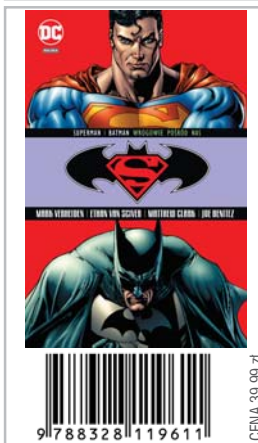 DC
SUPERMAN / BATMAN WROGOWIE POŚRÓD NAS
MARK VERHEIDEN | ETHAN VAN SCIVER | MATTHEW CLARK | JOE BENITEZ
9 788328 119611
CENA 39,99 zł